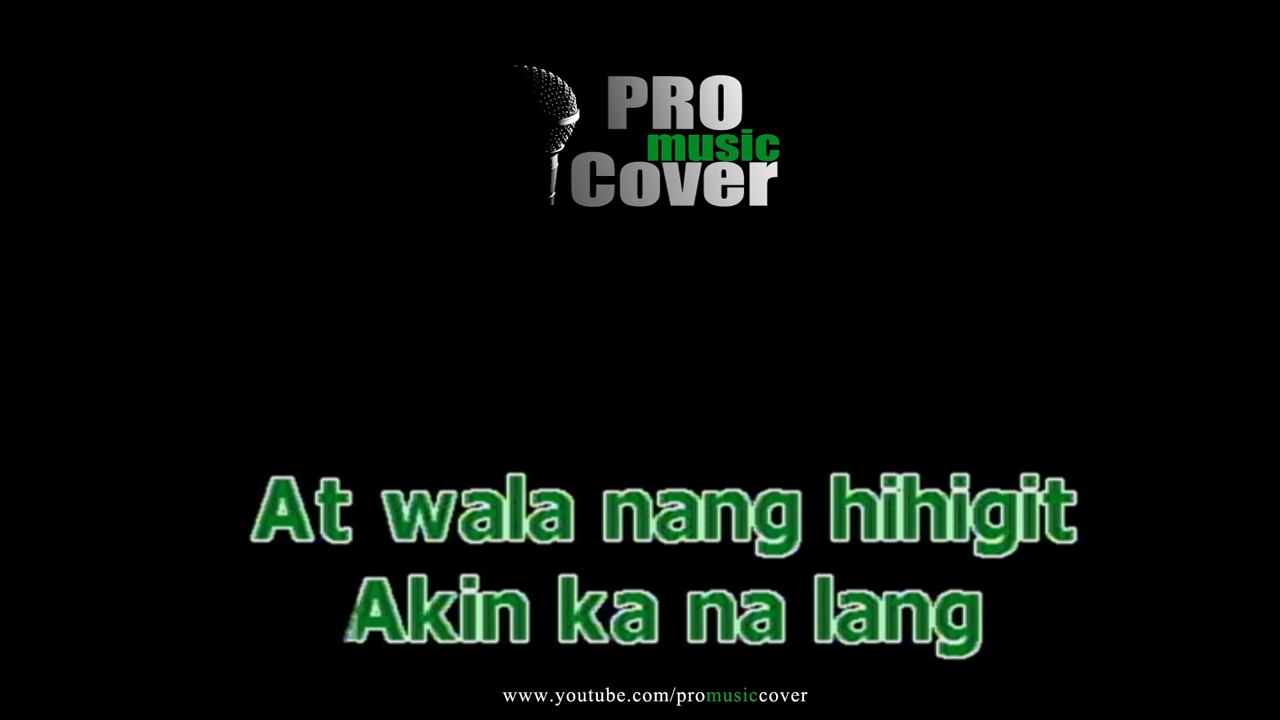 PRO
music
Cover
At wala nang hihigit
Akin ka na lang
www.youtube.com/promusiccover